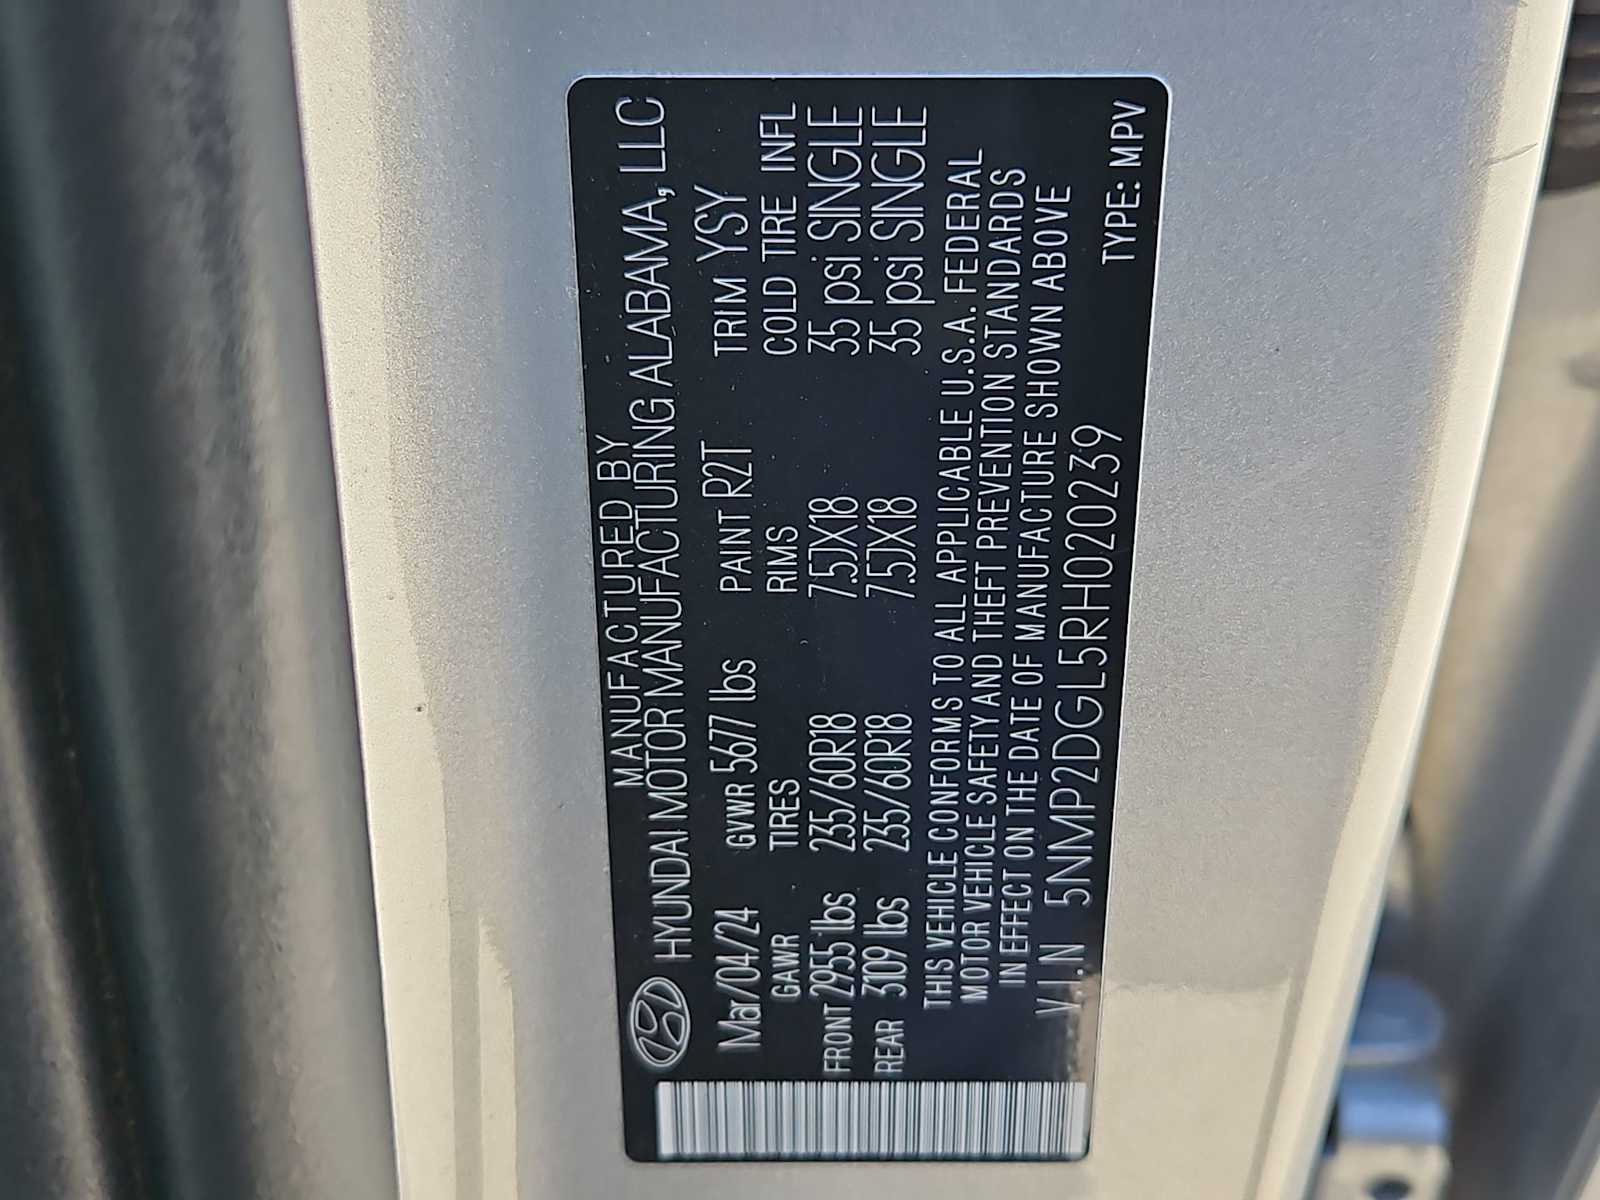 MANUFACTURED BY
HYUNDAI MOTOR MANUFACTURING ALABAMA, LLC
Mar/04/24 GVWR 5677 lbs PAINT R2T TRIM YSY
GAWR TIRES RIMS COLD TIRE INFL
FRONT 2955 lbs 235/60R18 7.5JX18 35 psi SINGLE
REAR 3109 lbs 235/60R18 7.5JX18 35 psi SINGLE
THIS VEHICLE CONFORMS TO ALL APPLICABLE U.S.A. FEDERAL
MOTOR VEHICLE SAFETY AND THEFT PREVENTION STANDARDS
IN EFFECT ON THE DATE OF MANUFACTURE SHOWN ABOVE
V.I.N 5NMP2DGL5RH020239 TYPE: MPV